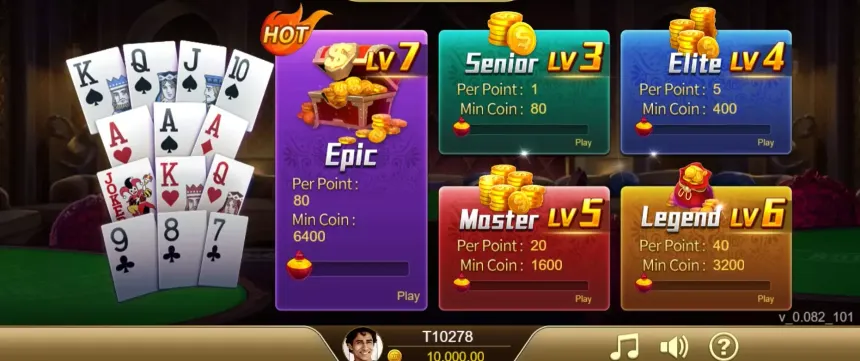 K
Q
J
10
A
A
A
JOKER
K
Q
9
8
7
HOT
LV 7
Epic
Per Point :
80
Min Coin :
6400
Play
Senior LV 3
Per Point : 1
Min Coin : 80
Play
Elite LV 4
Per Point : 5
Min Coin : 400
Play
Master LV 5
Per Point : 20
Min Coin : 1600
Play
Legend LV 6
Per Point : 40
Min Coin : 3200
Play
v_0.082_101
T10278
10,000.00
?